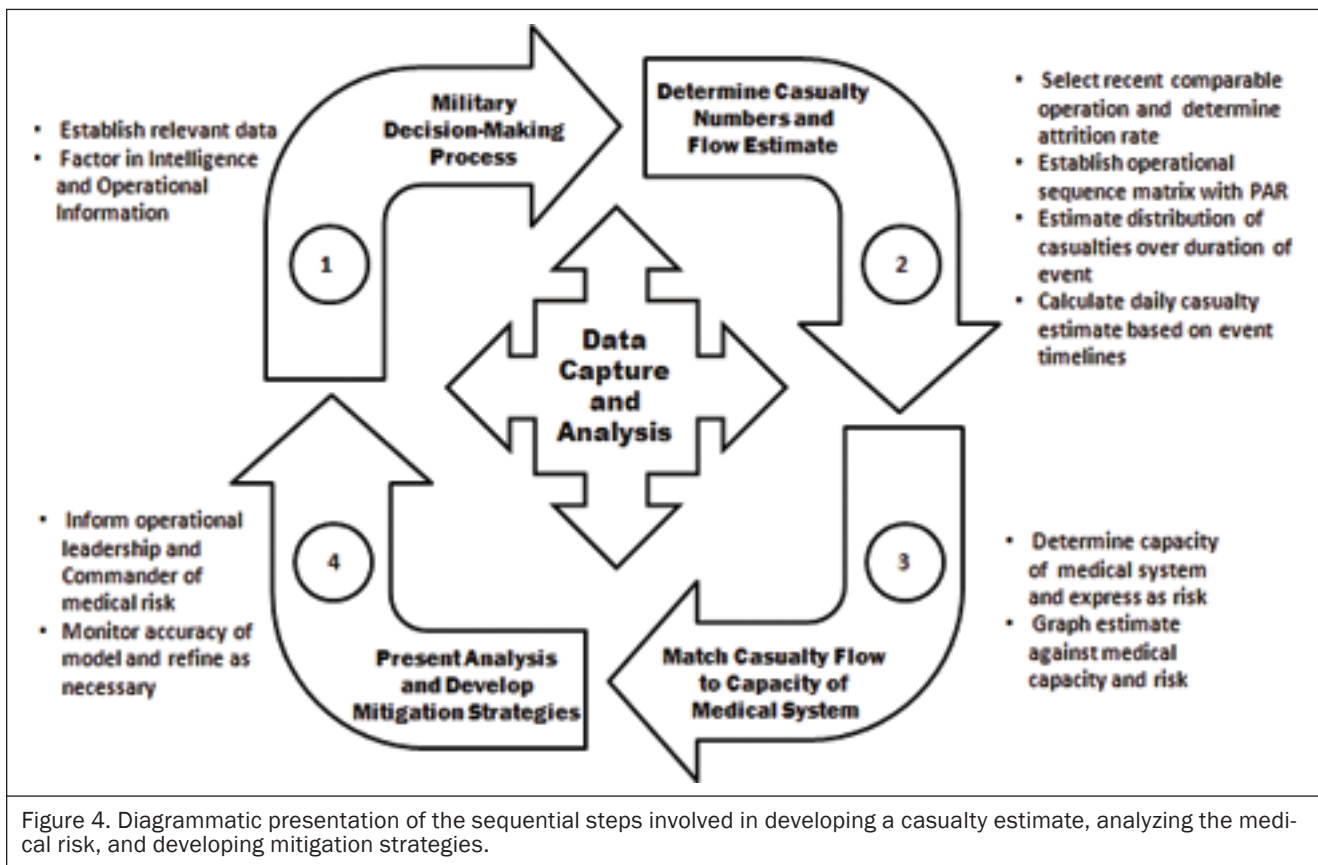 Military
Decision-Making
Process
• Establish relevant data
• Factor in Intelligence
and Operational
Information
1
Determine Casualty
Numbers and
Flow Estimate
• Select recent comparable
operation and determine
attrition rate
• Establish operational
sequence matrix with PAR
• Estimate distribution of
casualties over duration of
event
• Calculate daily casualty
estimate based on event
timelines
2
Data
Capture
and
Analysis
3
• Determine capacity
of medical system
and express as risk
• Graph estimate
against medical
capacity and risk
Match Casualty Flow
to Capacity of
Medical System
4
• Inform operational
leadership and
Commander of
medical risk
• Monitor accuracy of
model and refine as
necessary
Present Analysis
and Develop
Mitigation Strategies
Figure 4. Diagrammatic presentation of the sequential steps involved in developing a casualty estimate, analyzing the medi-
cal risk, and developing mitigation strategies.